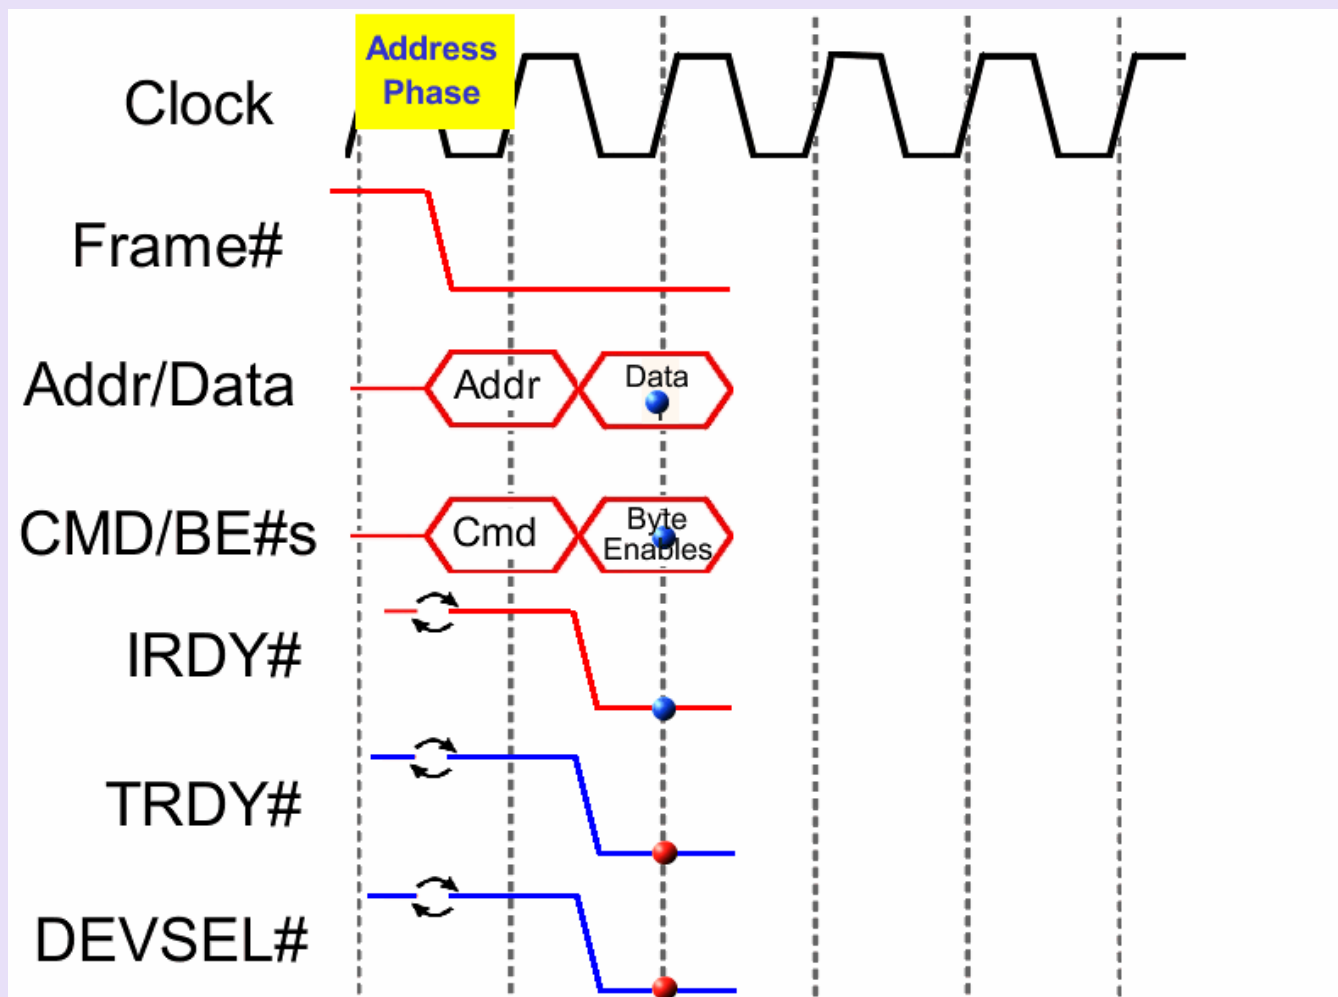 Address
Phase
Clock
Frame#
Addr/Data
Addr
Data
CMD/BE#s
Cmd
Byte
Enables
IRDY#
TRDY#
DEVSEL#